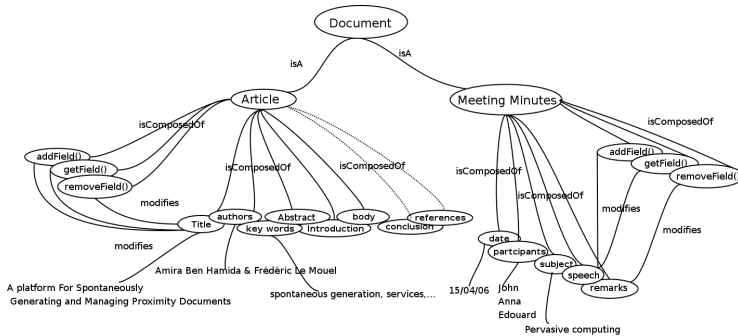 Document
isA
isA
Article
Meeting Minutes
isComposedOf
isComposedOf
addField()
getField()
removeField()
addField()
getField()
removeField()
isComposedOf
isComposedOf
isComposedOf
isComposedOf
modifies
modifies
modifies
modifies
Title
authors
key words
Abstract
Introduction
body
conclusion
references
date
partcipants
subject
speech
remarks
Amira Ben Hamida & Frédéric Le Mouel
A platform For Spontaneously
Generating and Managing Proximity Documents
spontaneous generation, services,...
15/04/06
John
Anna
Edouard
Pervasive computing